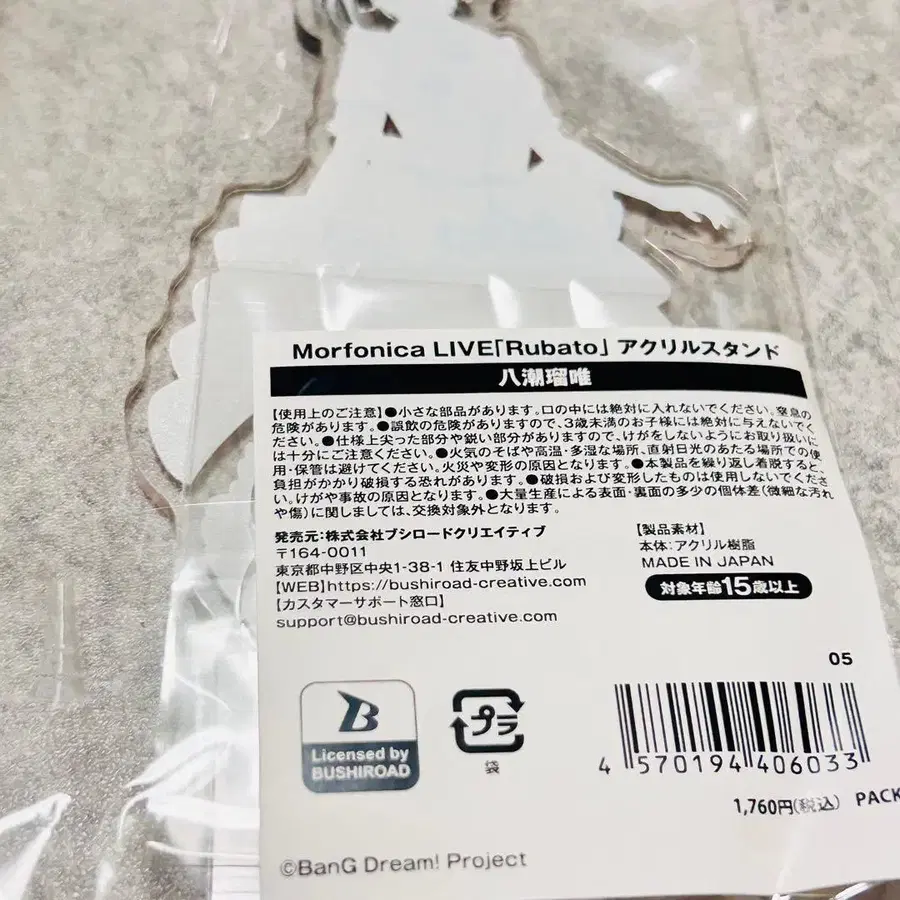 Morfonica LIVE「Rubato」アクリルスタンド
八潮瑠唯
【使用上のご注意】●小さな部品があります。口の中には絶対に入れないでください。窒息の
危険があります。●誤飲の危険がありますので、3歳未満のお子様には絶対に与えないでくだ
さい。●仕様上尖った部分や鋭い部分がありますので、けがをしないようにお取り扱いに
は十分にご注意ください。●火気のそばや高温・多湿な場所、直射日光のあたる場所での使
用・保管は避けてください。火災や変形の原因となります。●本製品を繰り返し着脱すると、
負担がかかり破損する恐れがあります。●破損および変形したものは使用しないでくださ
い。けがや事故の原因となります。●大量生産による表面・裏面の多少の個体差(微細な汚れ
や傷)に関しましては、交換対象外となります。
発売元:株式会社ブシロードクリエイティブ
〒164-0011
東京都中野区中央1-38-1 住友中野坂上ビル
【WEB】https://bushiroad-creative.com
【カスタマーサポート窓口】
support@bushiroad-creative.com
【製品素材】
本体:アクリル樹脂
MADE IN JAPAN
対象年齢15歳以上
05
B
Licensed by
BUSHIROAD
プラ
袋
4 570194 406033
1,760円(税込) PACK
©BanG Dream! Project